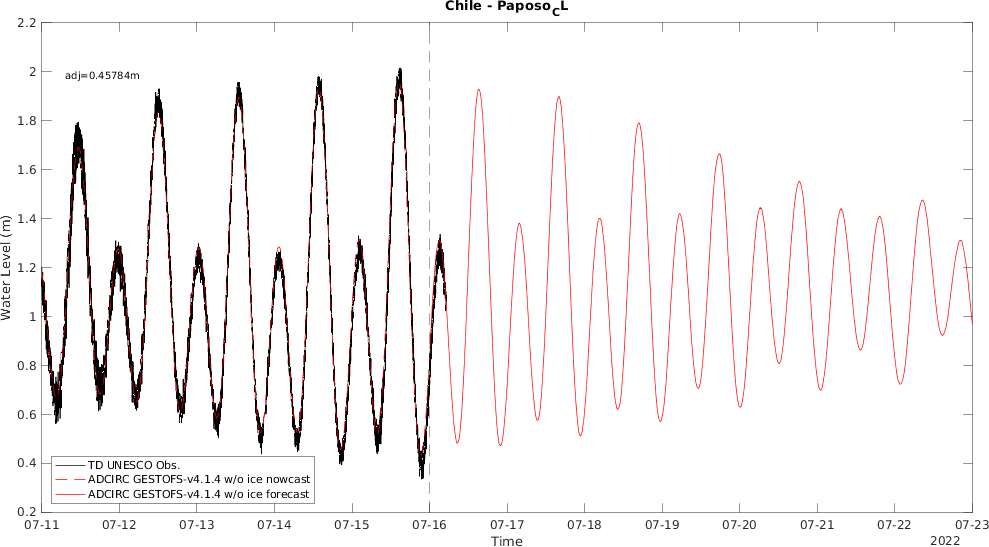 Chile - Paposo_CL
2.2
2
1.8
1.6
1.4
1.2
1
0.8
0.6
0.4
0.2
Water Level (m)
adj=0.45784m
TD UNESCO Obs.
ADCIRC GESTOFS-v4.1.4 w/o ice nowcast
ADCIRC GESTOFS-v4.1.4 w/o ice forecast
07-11 07-12 07-13 07-14 07-15 07-16 07-17 07-18 07-19 07-20 07-21 07-22 07-23
Time
2022